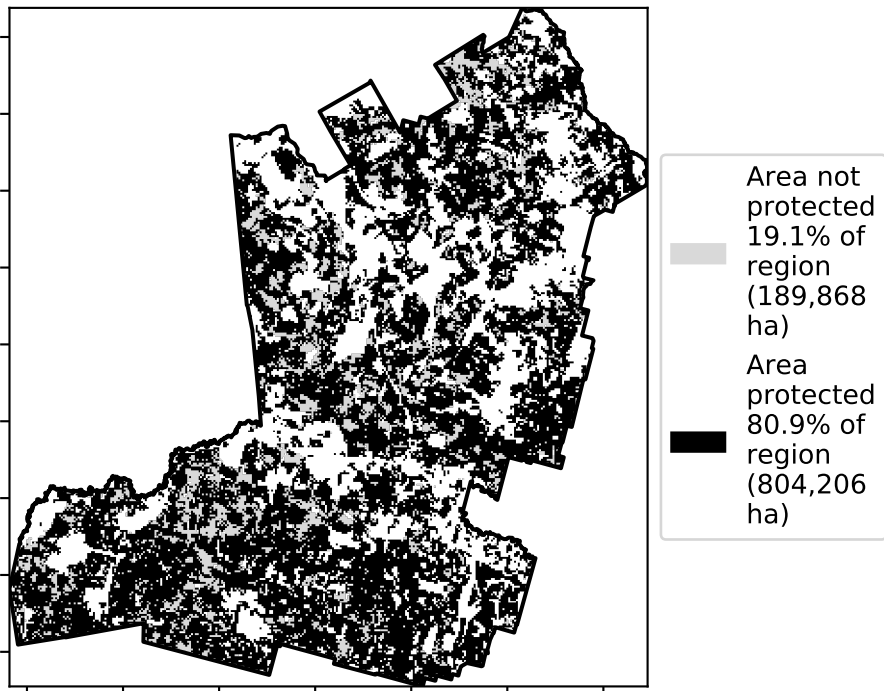 Area not
protected
19.1% of
region
(189,868
ha)
Area
protected
80.9% of
region
(804,206
ha)